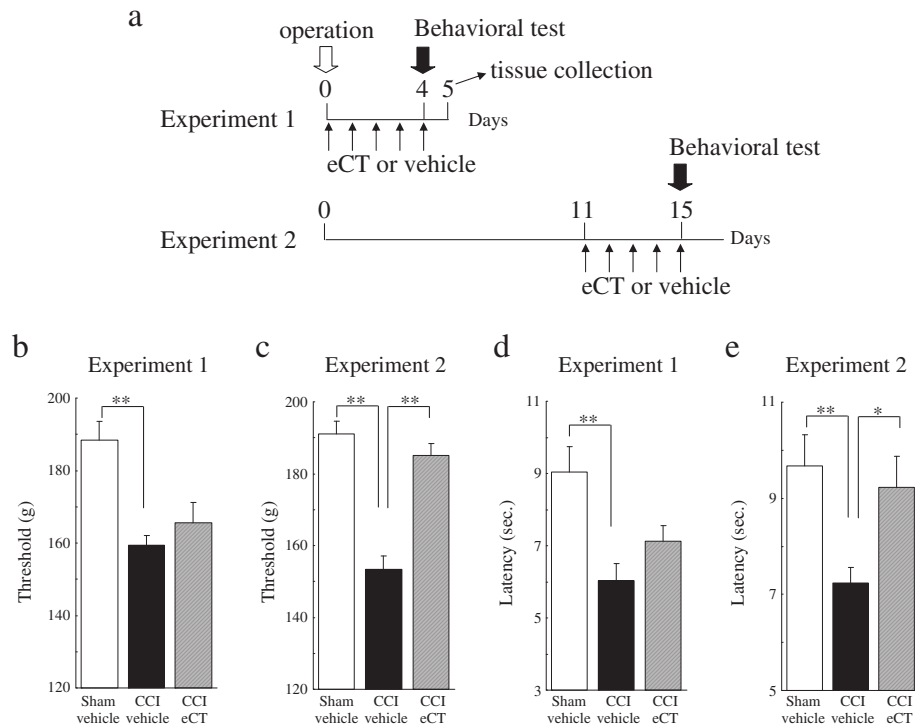 a
operation
Behavioral test
0
4
5
tissue collection
Experiment 1
Days
eCT or vehicle
Behavioral test
0
11
15
Experiment 2
Days
eCT or vehicle
b
Experiment 1
Threshold (g)
200
180
160
140
120
**
Sham vehicle
CCI vehicle
CCI eCT
c
Experiment 2
Threshold (g)
200
180
160
140
120
**
**
Sham vehicle
CCI vehicle
CCI eCT
d
Experiment 1
Latency (sec.)
11
9
7
5
3
**
Sham vehicle
CCI vehicle
CCI eCT
e
Experiment 2
Latency (sec.)
11
9
7
5
**
*
Sham vehicle
CCI vehicle
CCI eCT